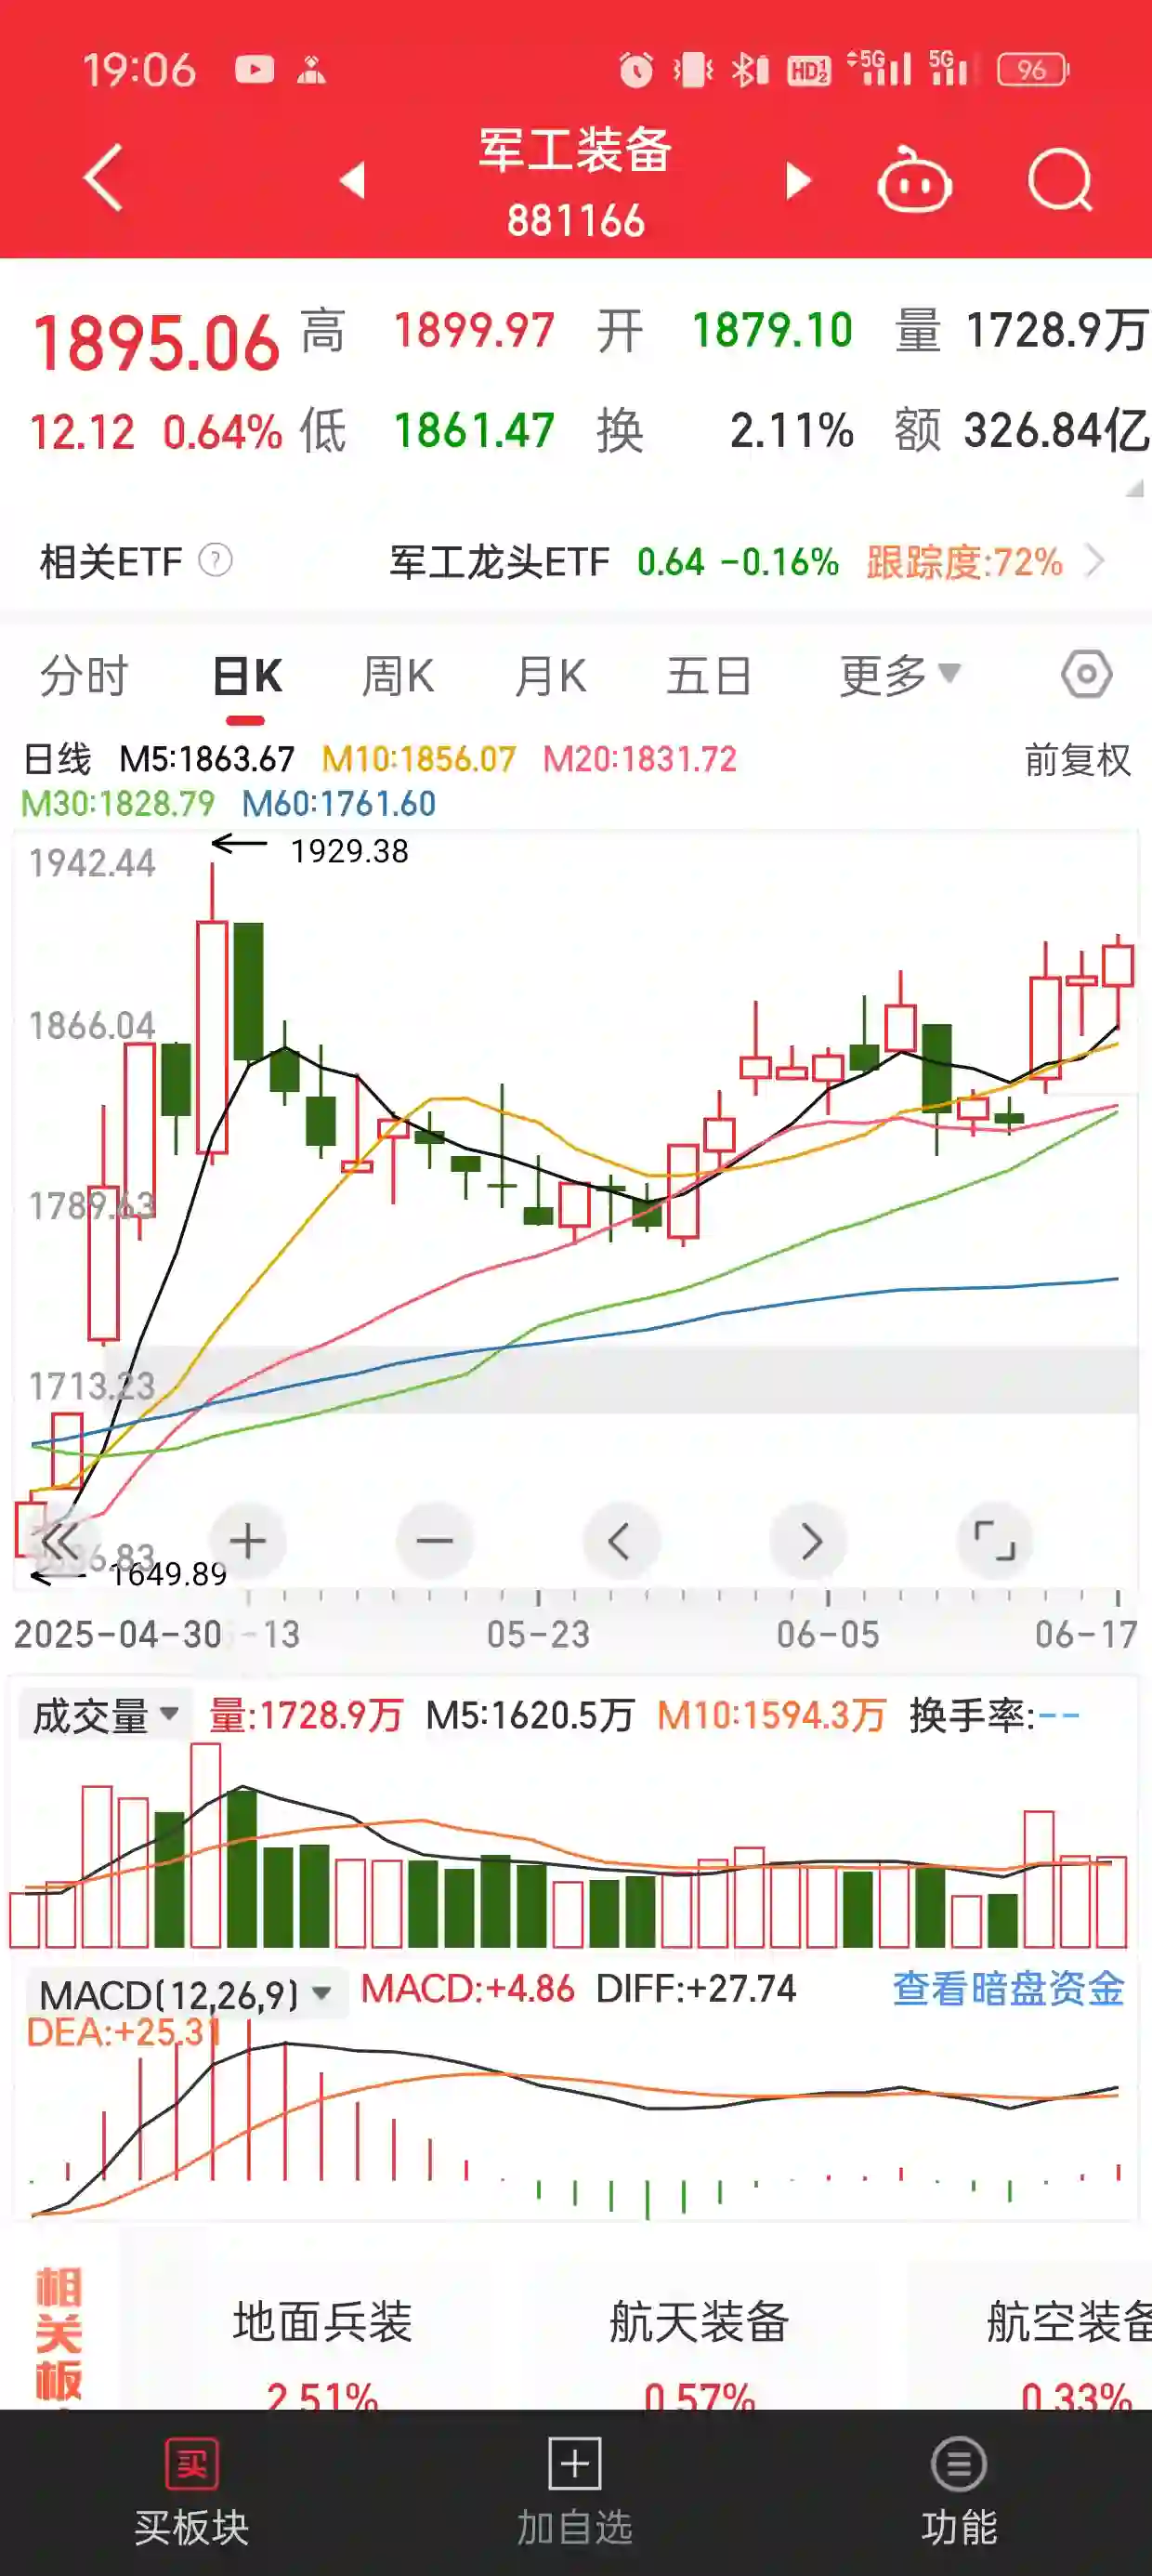 19:06 HD 1 2 5G 5G 96
军工装备
881166
1895.06 高 1899.97 开 1879.10 量 1728.9万
12.12 0.64% 低 1861.47 换 2.11% 额 326.84亿
相关ETF ? 军工龙头ETF 0.64 -0.16% 跟踪度:72%
分时 日K 周K 月K 五日 更多
日线 M5:1863.67 M10:1856.07 M20:1831.72 前复权
M30:1828.79 M60:1761.60
1942.44 1929.38
1866.04
1789.63
1713.23
1649.89
2025-04-30 -13 05-23 06-05 06-17
成交量 量:1728.9万 M5:1620.5万 M10:1594.3万 换手率:--
MACD(12,26,9) MACD:+4.86 DIFF:+27.74 查看暗盘资金
DEA:+25.31
相关板
地面兵装 航天装备 航空装备
2.51% 0.57% 0.33%
买
买板块 加自选 功能